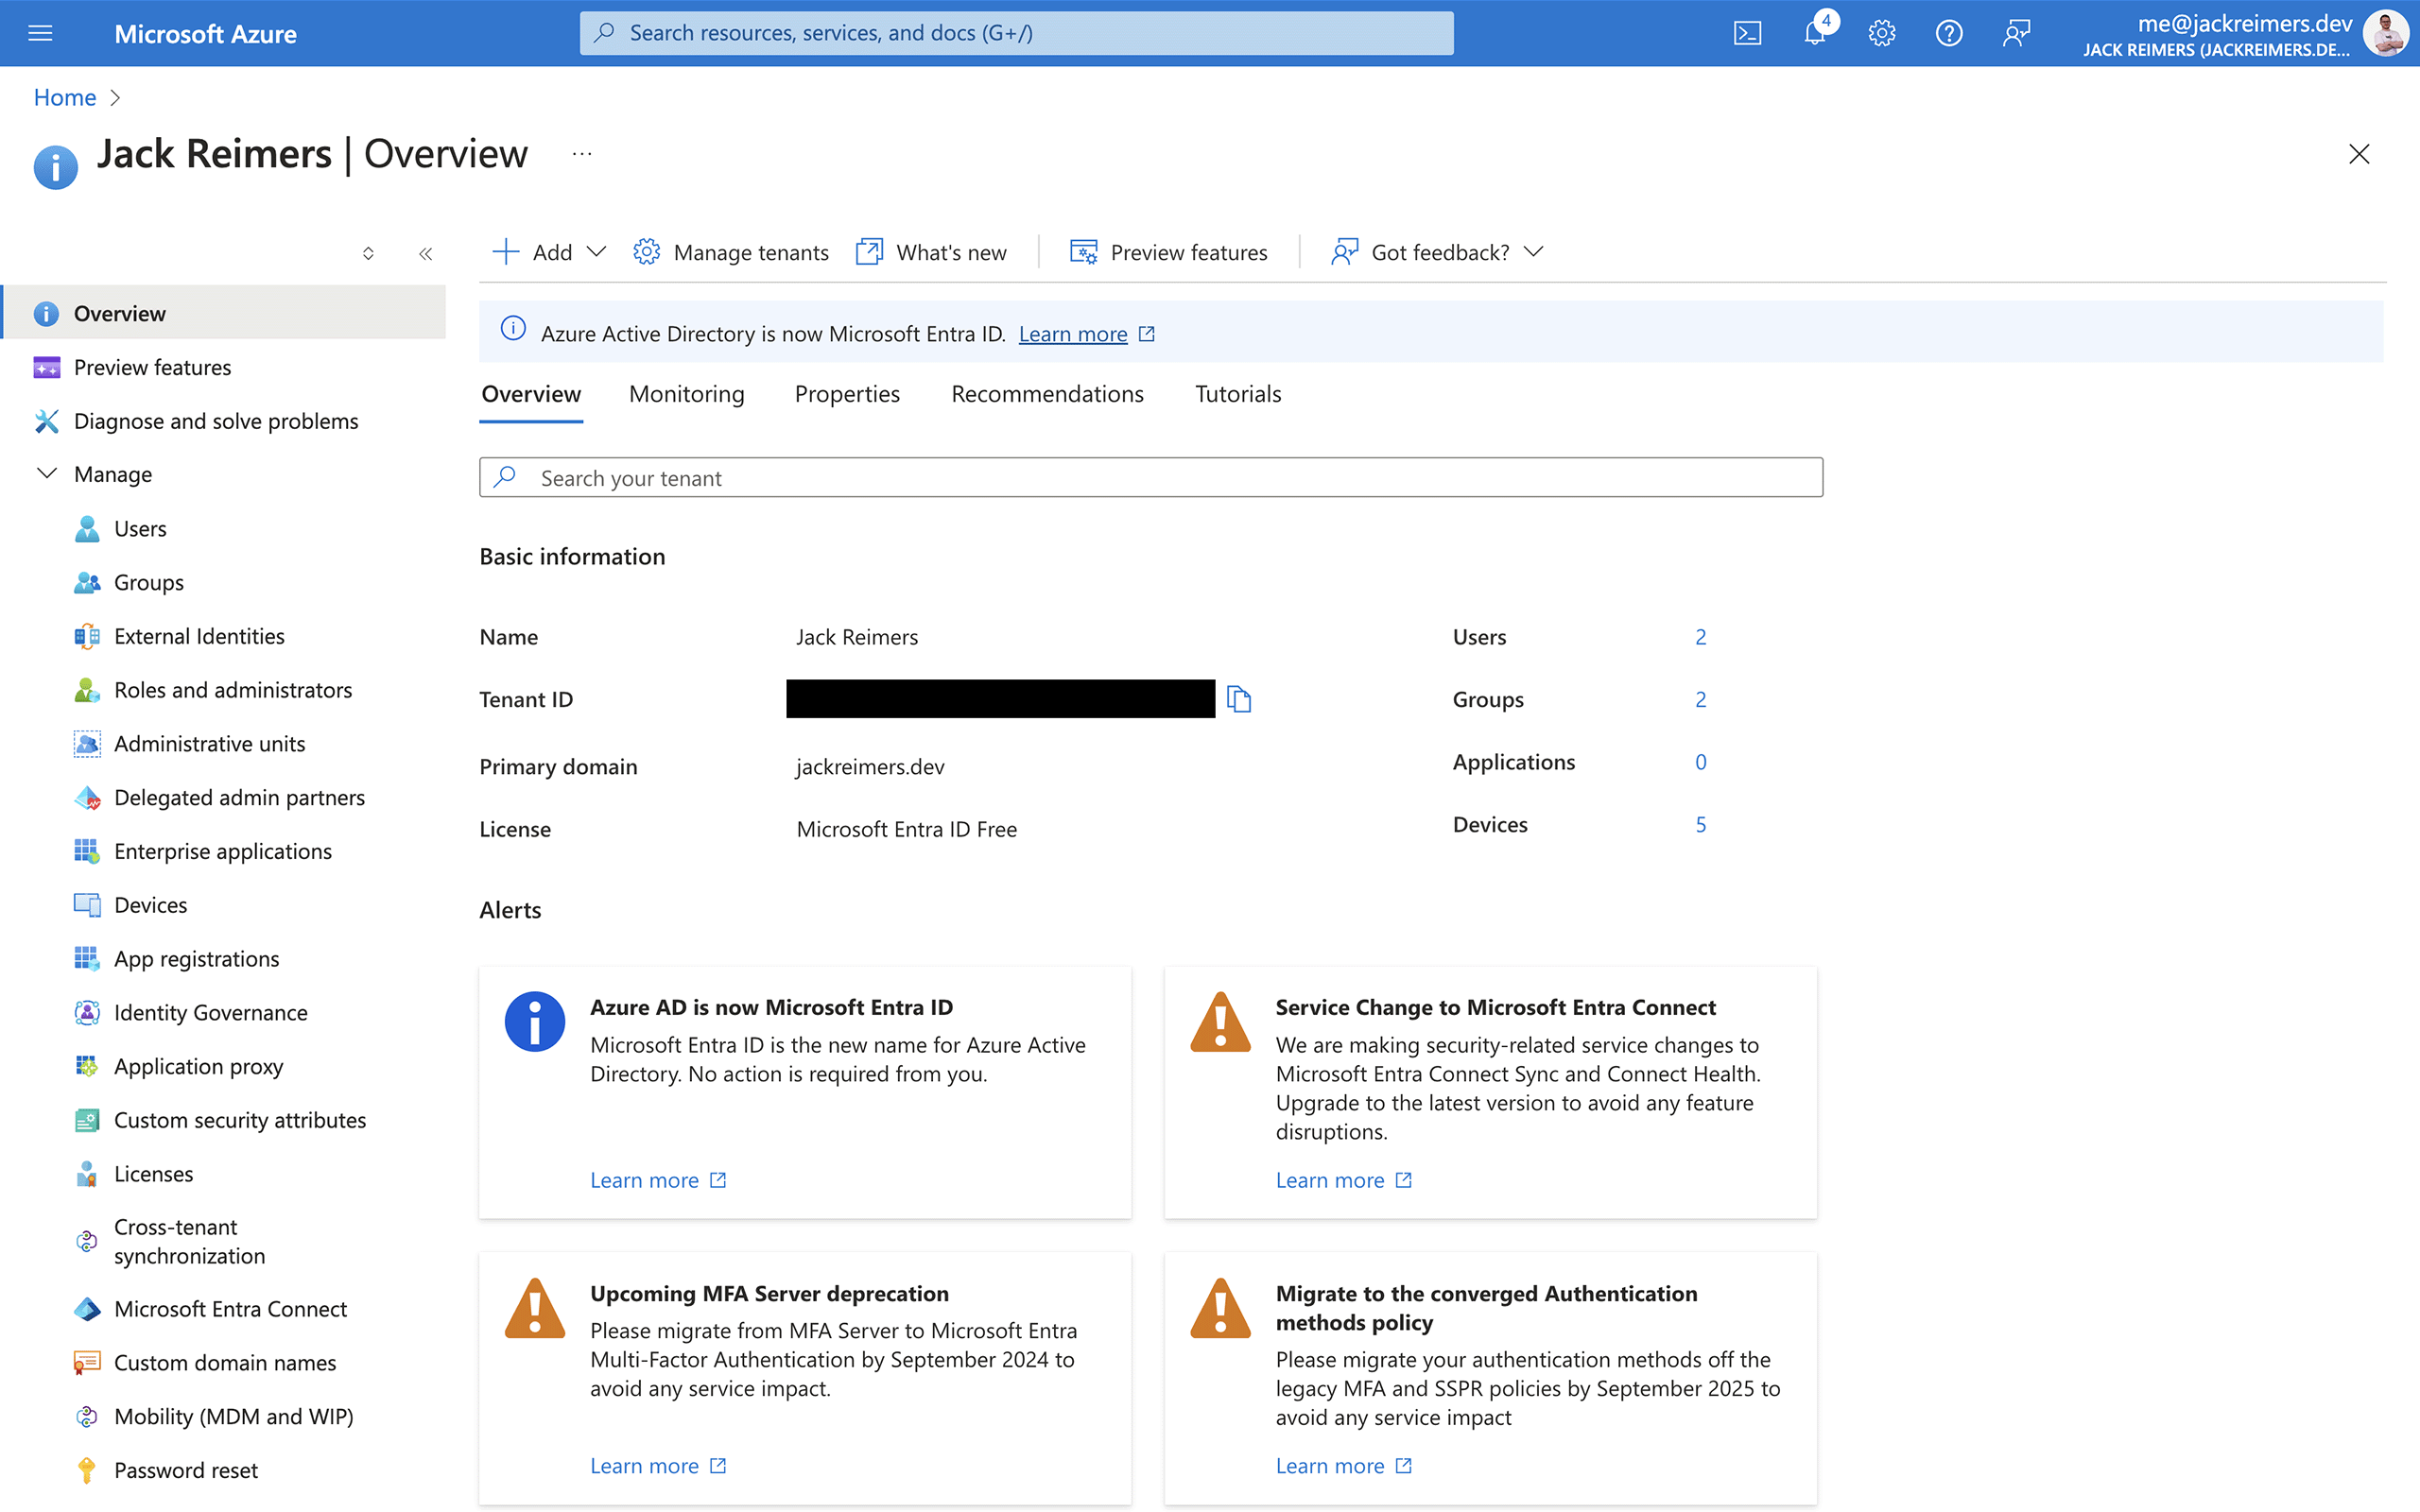 Microsoft Azure
Search resources, services, and docs (G+/)
4
me@jackreimers.dev
JACK REIMERS (JACKREIMERS.DE...
Home
Jack Reimers | Overview
...
Add
Manage tenants
What's new
Preview features
Got feedback?
Overview
Preview features
Diagnose and solve problems
Manage
Users
Groups
External Identities
Roles and administrators
Administrative units
Delegated admin partners
Enterprise applications
Devices
App registrations
Identity Governance
Application proxy
Custom security attributes
Licenses
Cross-tenant
synchronization
Microsoft Entra Connect
Custom domain names
Mobility (MDM and WIP)
Password reset
Azure Active Directory is now Microsoft Entra ID. Learn more
Overview
Monitoring
Properties
Recommendations
Tutorials
Search your tenant
Basic information
Name
Jack Reimers
Users
2
Tenant ID
Groups
2
Primary domain
jackreimers.dev
Applications
0
License
Microsoft Entra ID Free
Devices
5
Alerts
Azure AD is now Microsoft Entra ID
Microsoft Entra ID is the new name for Azure Active
Directory. No action is required from you.
Learn more
Service Change to Microsoft Entra Connect
We are making security-related service changes to
Microsoft Entra Connect Sync and Connect Health.
Upgrade to the latest version to avoid any feature
disruptions.
Learn more
Upcoming MFA Server deprecation
Please migrate from MFA Server to Microsoft Entra
Multi-Factor Authentication by September 2024 to
avoid any service impact.
Learn more
Migrate to the converged Authentication
methods policy
Please migrate your authentication methods off the
legacy MFA and SSPR policies by September 2025 to
avoid any service impact
Learn more